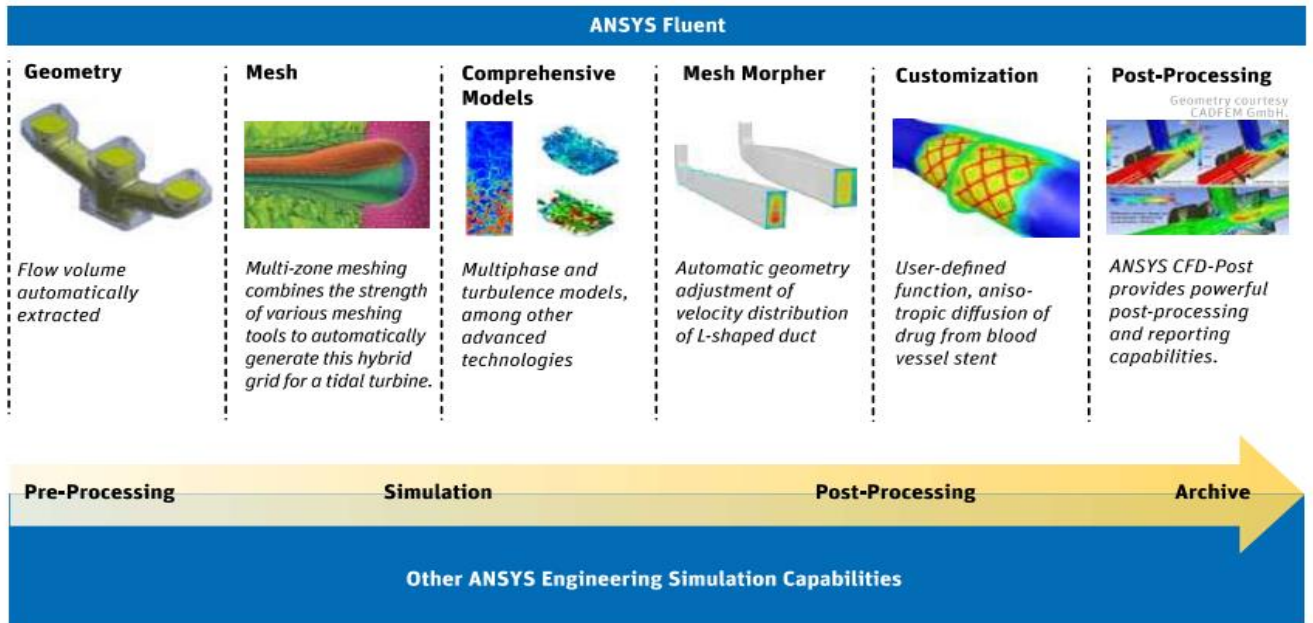 ANSYS Fluent
Geometry
Flow volume
automatically
extracted
Mesh
Multi-zone meshing
combines the strength
of various meshing
tools to automatically
generate this hybrid
grid for a tidal turbine.
Comprehensive
Models
Multiphase and
turbulence models,
among other
advanced
technologies
Mesh Morpher
Automatic geometry
adjustment of
velocity distribution
of L-shaped duct
Customization
User-defined
function, aniso-
tropic diffusion of
drug from blood
vessel stent
Post-Processing
Geometry courtesy
CADFEM GmbH.
ANSYS CFD-Post
provides powerful
post-processing
and reporting
capabilities.
Pre-Processing
Simulation
Post-Processing
Archive
Other ANSYS Engineering Simulation Capabilities